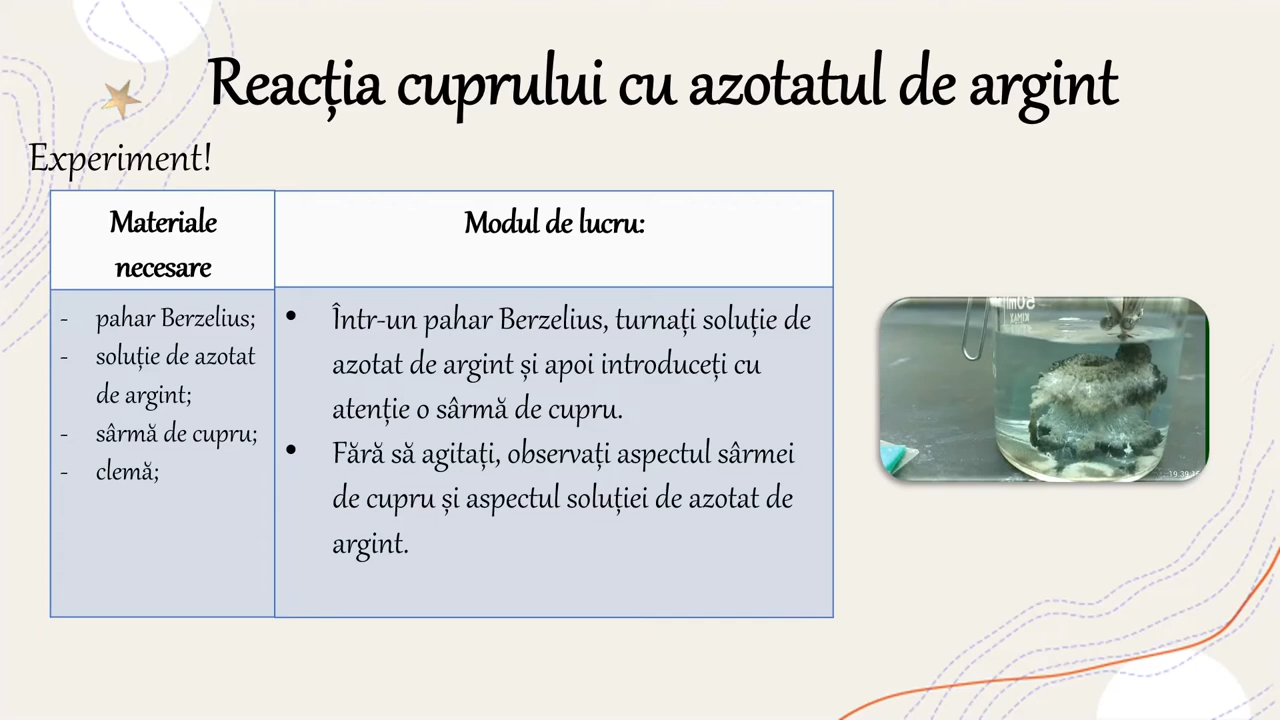 Reacția cuprului cu azotatul de argint
Experiment!
Materiale
necesare
Modul de lucru:
- pahar Berzelius;
- soluție de azotat
de argint;
- sârmă de cupru;
- clemă;
• Într-un pahar Berzelius, turnați soluție de
azotat de argint și apoi introduceți cu
atenție o sârmă de cupru.
• Fără să agitați, observați aspectul sârmei
de cupru și aspectul soluției de azotat de
argint.